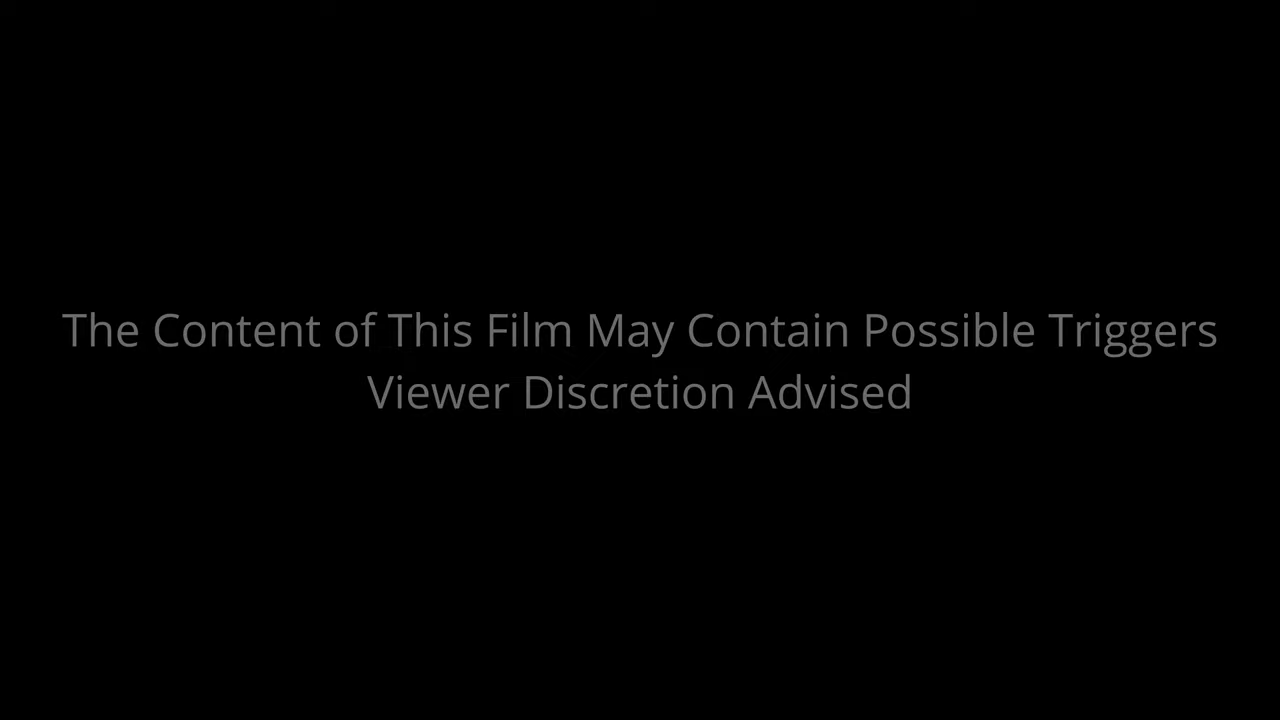 The Content of This Film May Contain Possible Triggers
Viewer Discretion Advised